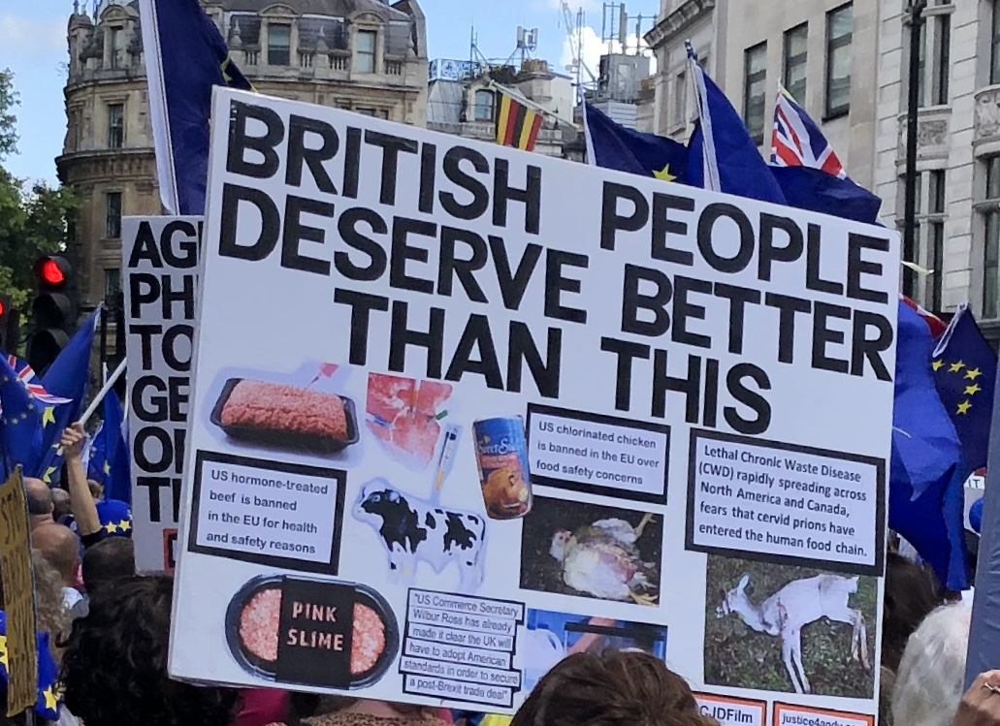 BRITISH PEOPLE
DESERVE BETTER
THAN THIS
AG
PH
TO
GE
US hormone-treated
beef is banned
in the EU for health
and safety reasons
US chlorinated chicken
is banned in the EU over
food safety concerns
Lethal Chronic Waste Disease
(CWD) rapidly spreading across
North America and Canada,
fears that cervid prions have
entered the human food chain.
PINK
SLIME
"US Commerce Secretary
Wilbur Ross has already
made it clear the UK will
have to adopt American
standards in order to secure
a post-Brexit trade deal"
CJDFilm
justice4andy